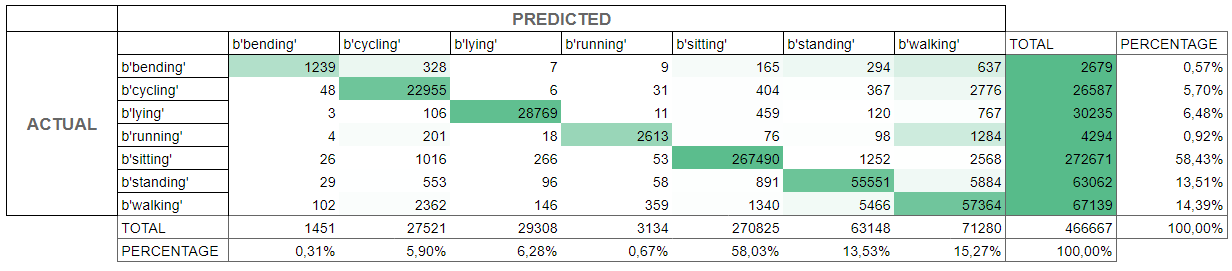 PREDICTED
b'bending' b'cycling' b'lying' b'running' b'sitting' b'standing' b'walking' TOTAL PERCENTAGE
ACTUAL
b'bending' 1239 328 7 9 165 294 637 2679 0,57%
b'cycling' 48 22955 6 31 404 367 2776 26587 5,70%
b'lying' 3 106 28769 11 459 120 767 30235 6,48%
b'running' 4 201 18 2613 76 98 1284 4294 0,92%
b'sitting' 26 1016 266 53 267490 1252 2568 272671 58,43%
b'standing' 29 553 96 58 891 55551 5884 63062 13,51%
b'walking' 102 2362 146 359 1340 5466 57364 67139 14,39%
TOTAL 1451 27521 29308 3134 270825 63148 71280 466667 100,00%
PERCENTAGE 0,31% 5,90% 6,28% 0,67% 58,03% 13,53% 15,27% 100,00%